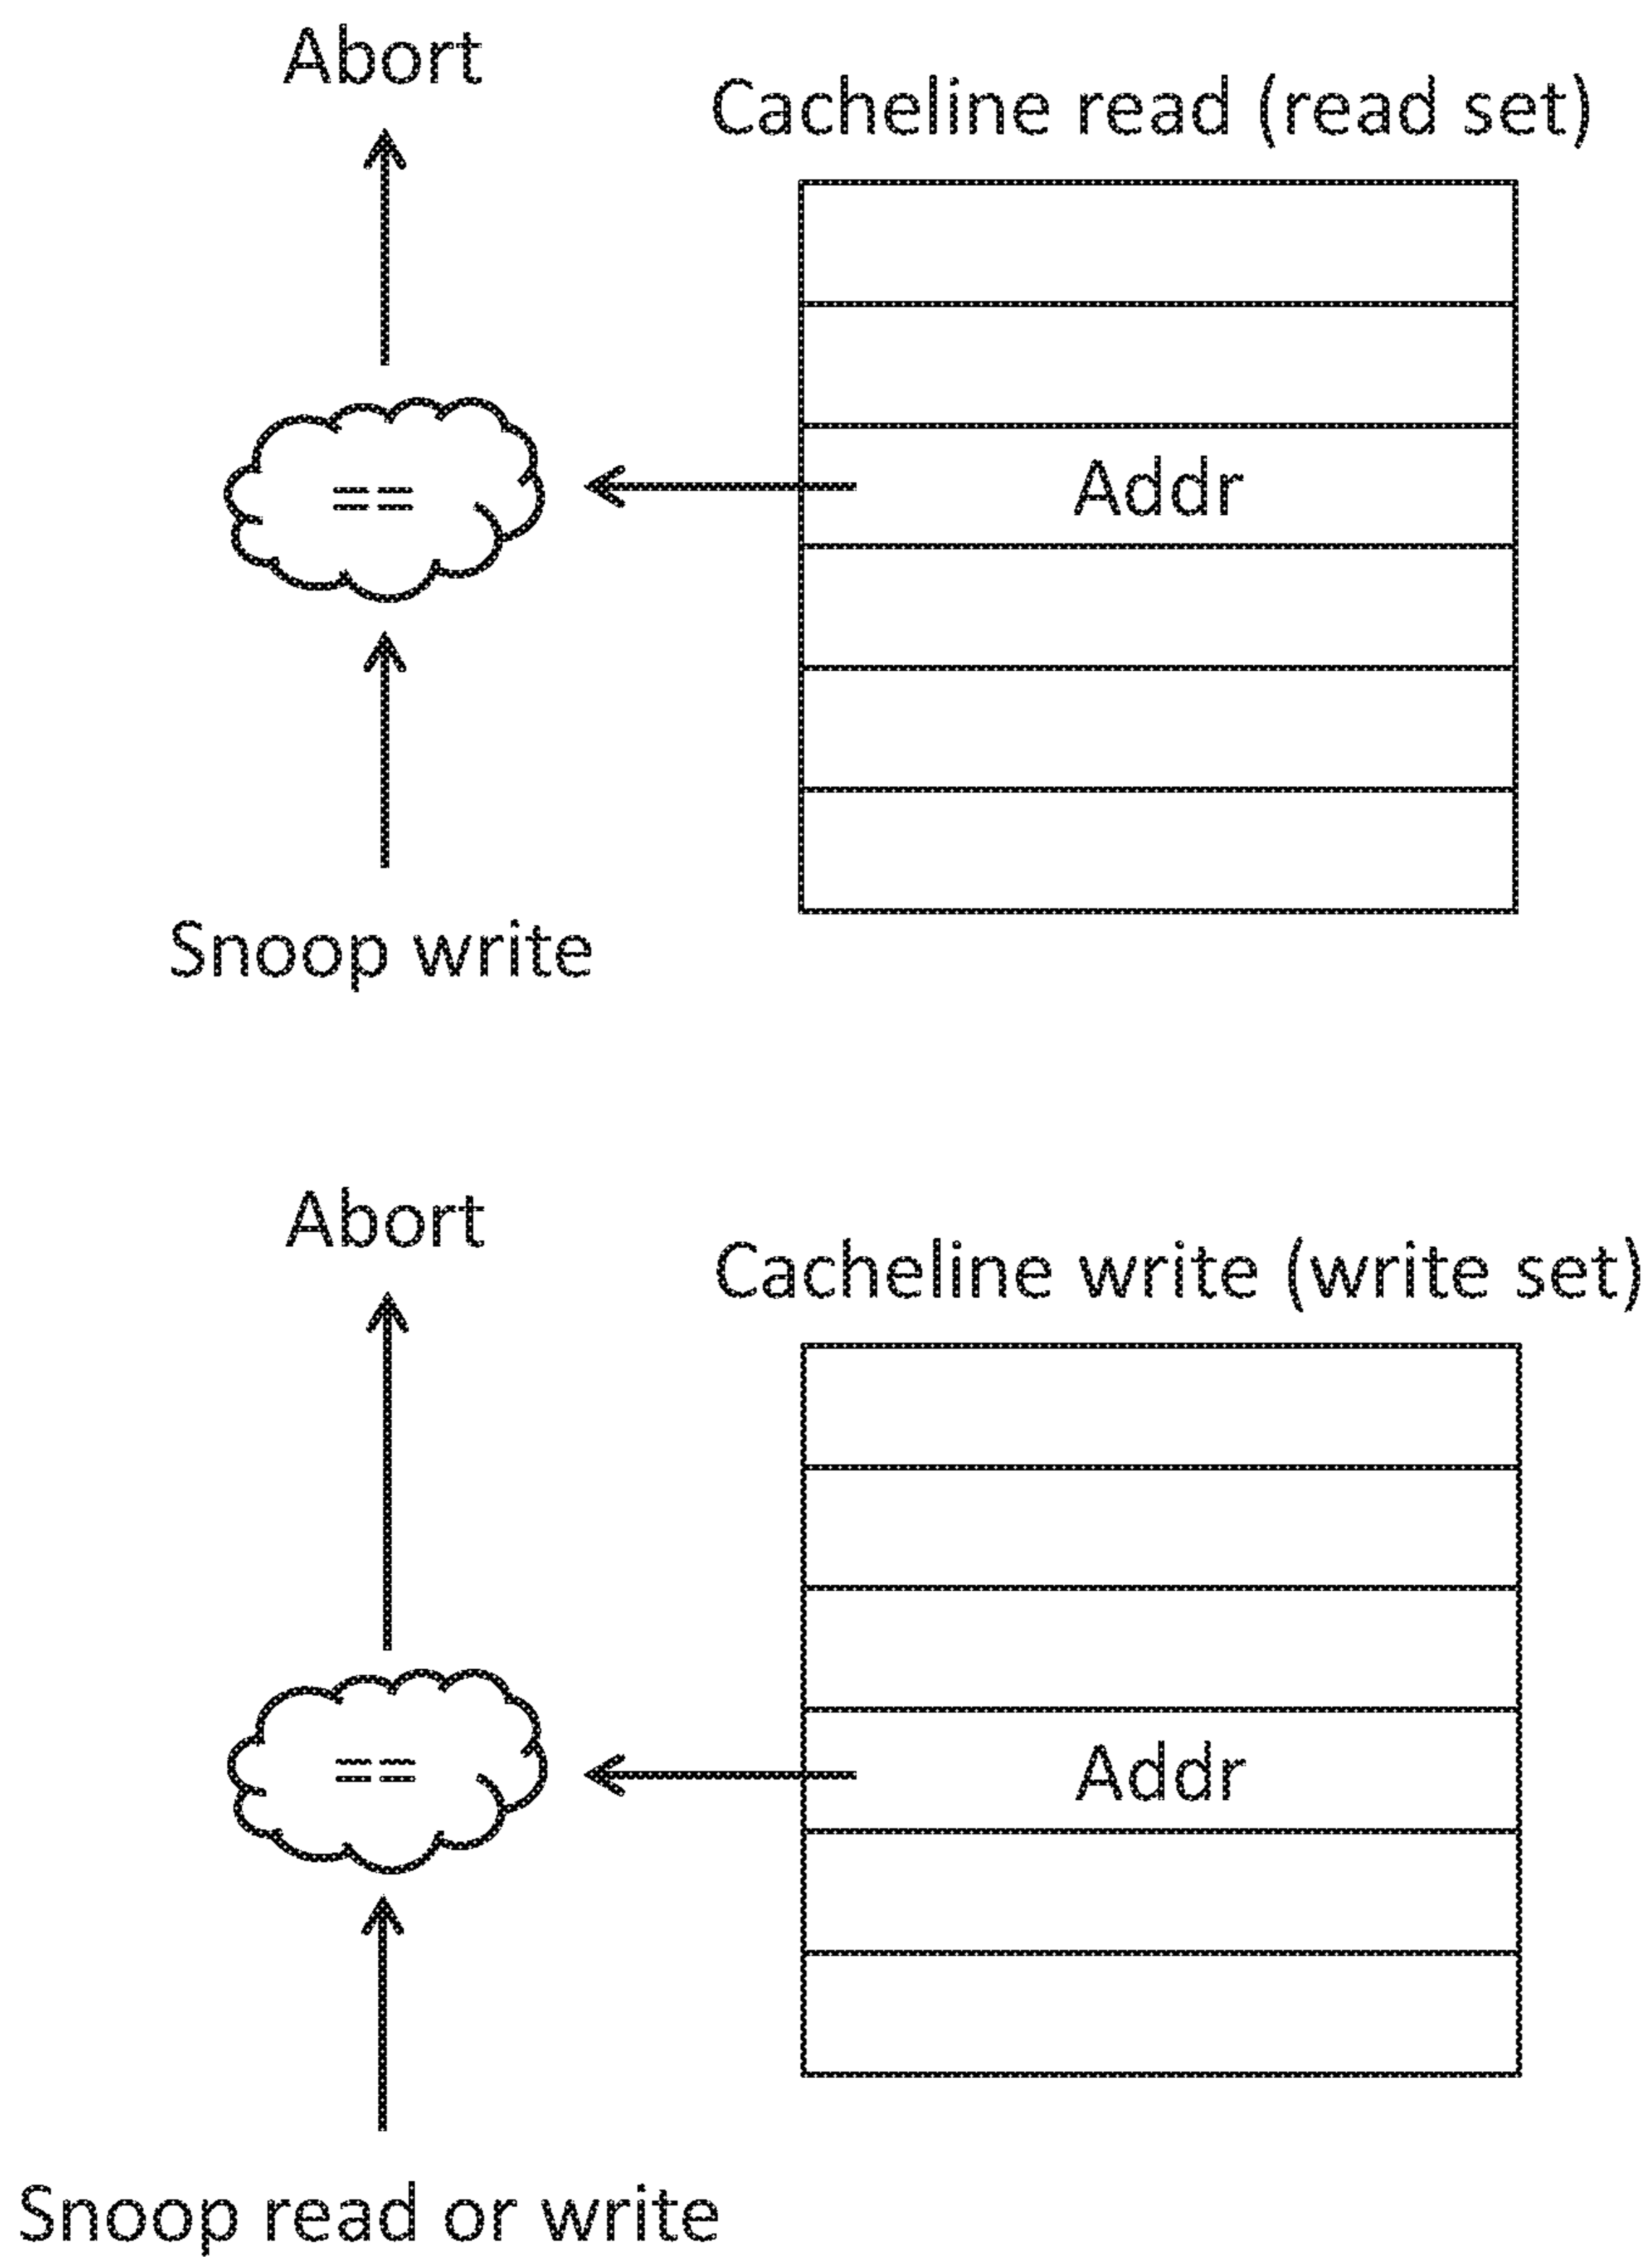 Abort
Cacheline read (read set)
==
Addr
Snoop write
Abort
Cacheline write (write set)
==
Addr
Snoop read or write